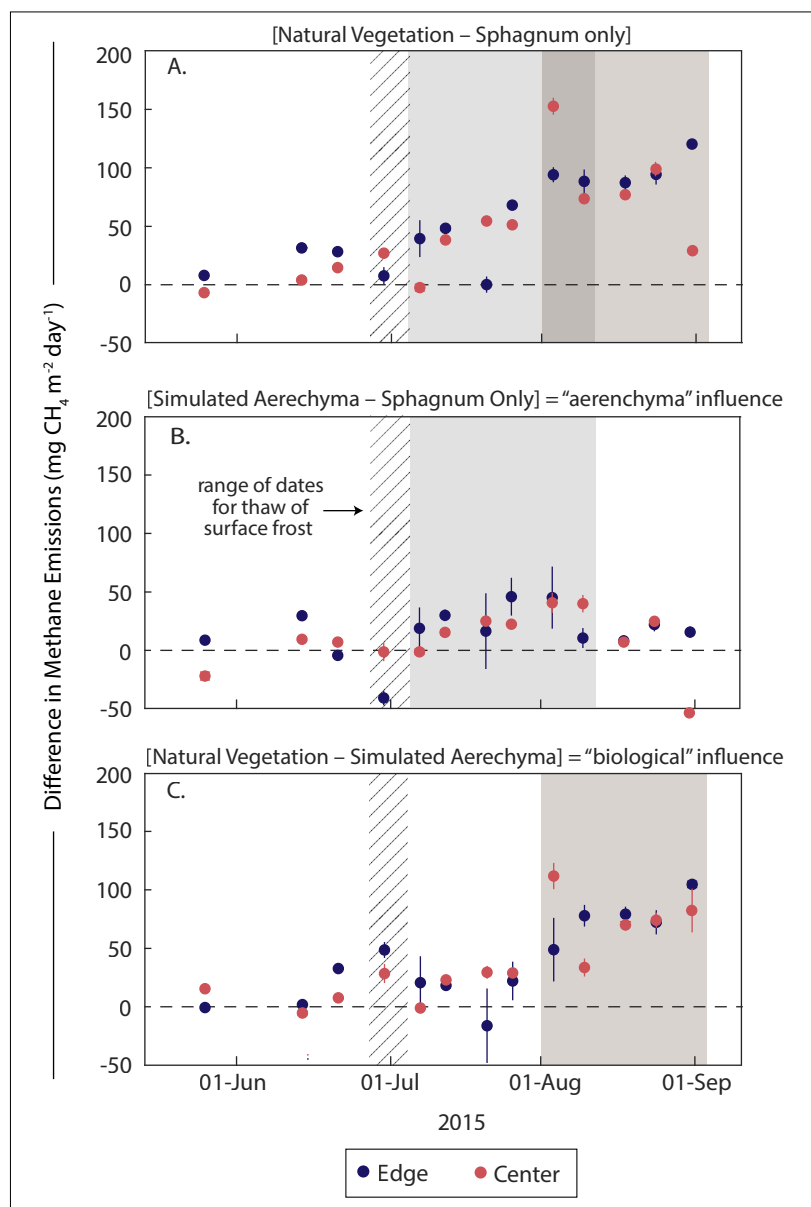 [Natural Vegetation – Sphagnum only]
A.
200
150
100
50
0
-50
[Simulated Aerechyma – Sphagnum Only] = “aerenchyma” influence
B.
200
150
100
50
0
-50
range of dates
for thaw of
surface frost
[Natural Vegetation – Simulated Aerechyma] = “biological” influence
C.
200
150
100
50
0
-50
Difference in Methane Emissions (mg CH₄ m⁻² day⁻¹)
01-Jun 01-Jul 01-Aug 01-Sep
2015
Edge Center